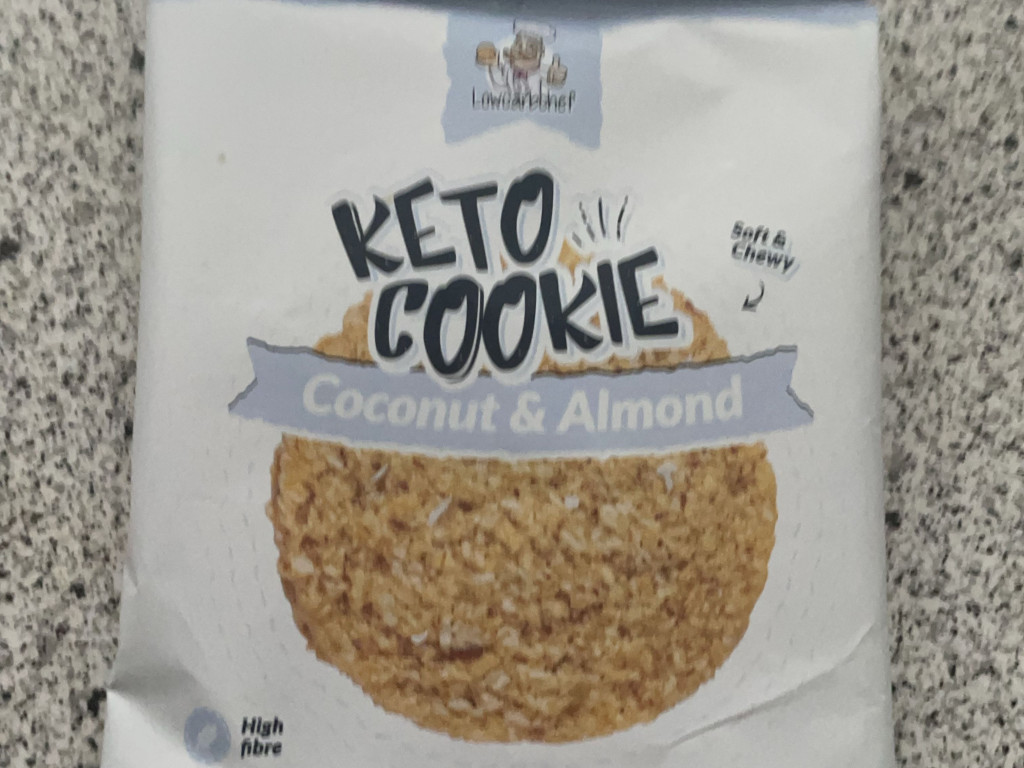 Lowcarbchef
KETO
COOKIE
Soft &
Chewy
Coconut & Almond
High
fibre